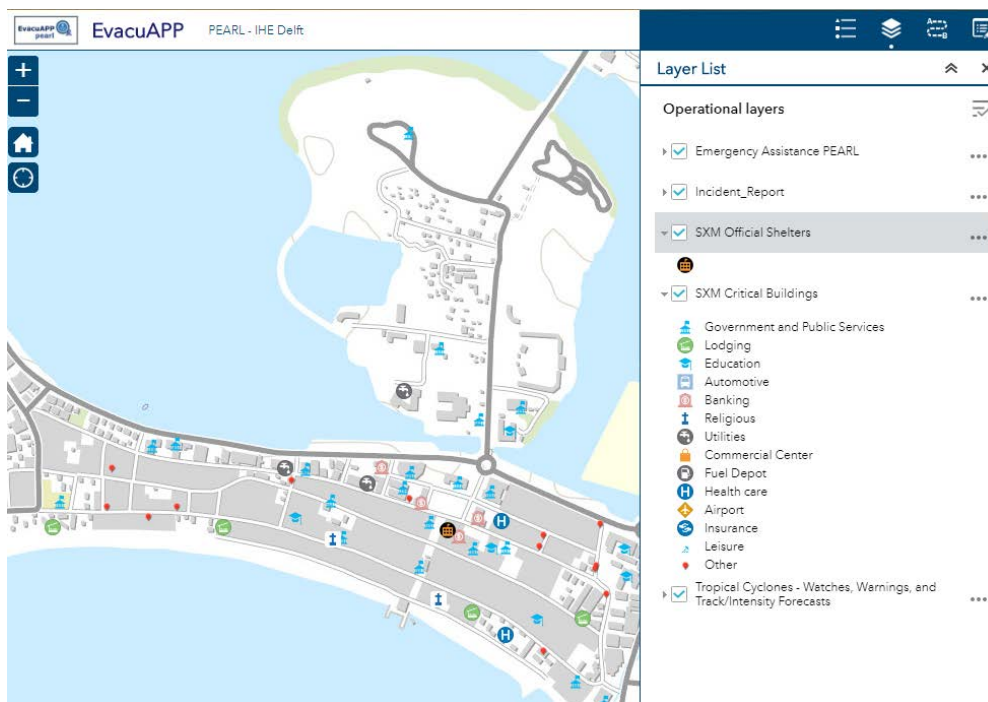 EvacuAPP
pearl
EvacuAPP
PEARL - IHE Delft
Layer List
Operational layers
Emergency Assistance PEARL
Incident_Report
SXM Official Shelters
SXM Critical Buildings
Government and Public Services
Lodging
Education
Automotive
Banking
Religious
Utilities
Commercial Center
Fuel Depot
H Health care
Airport
Insurance
Leisure
Other
Tropical Cyclones - Watches, Warnings, and
Track/Intensity Forecasts
H
H